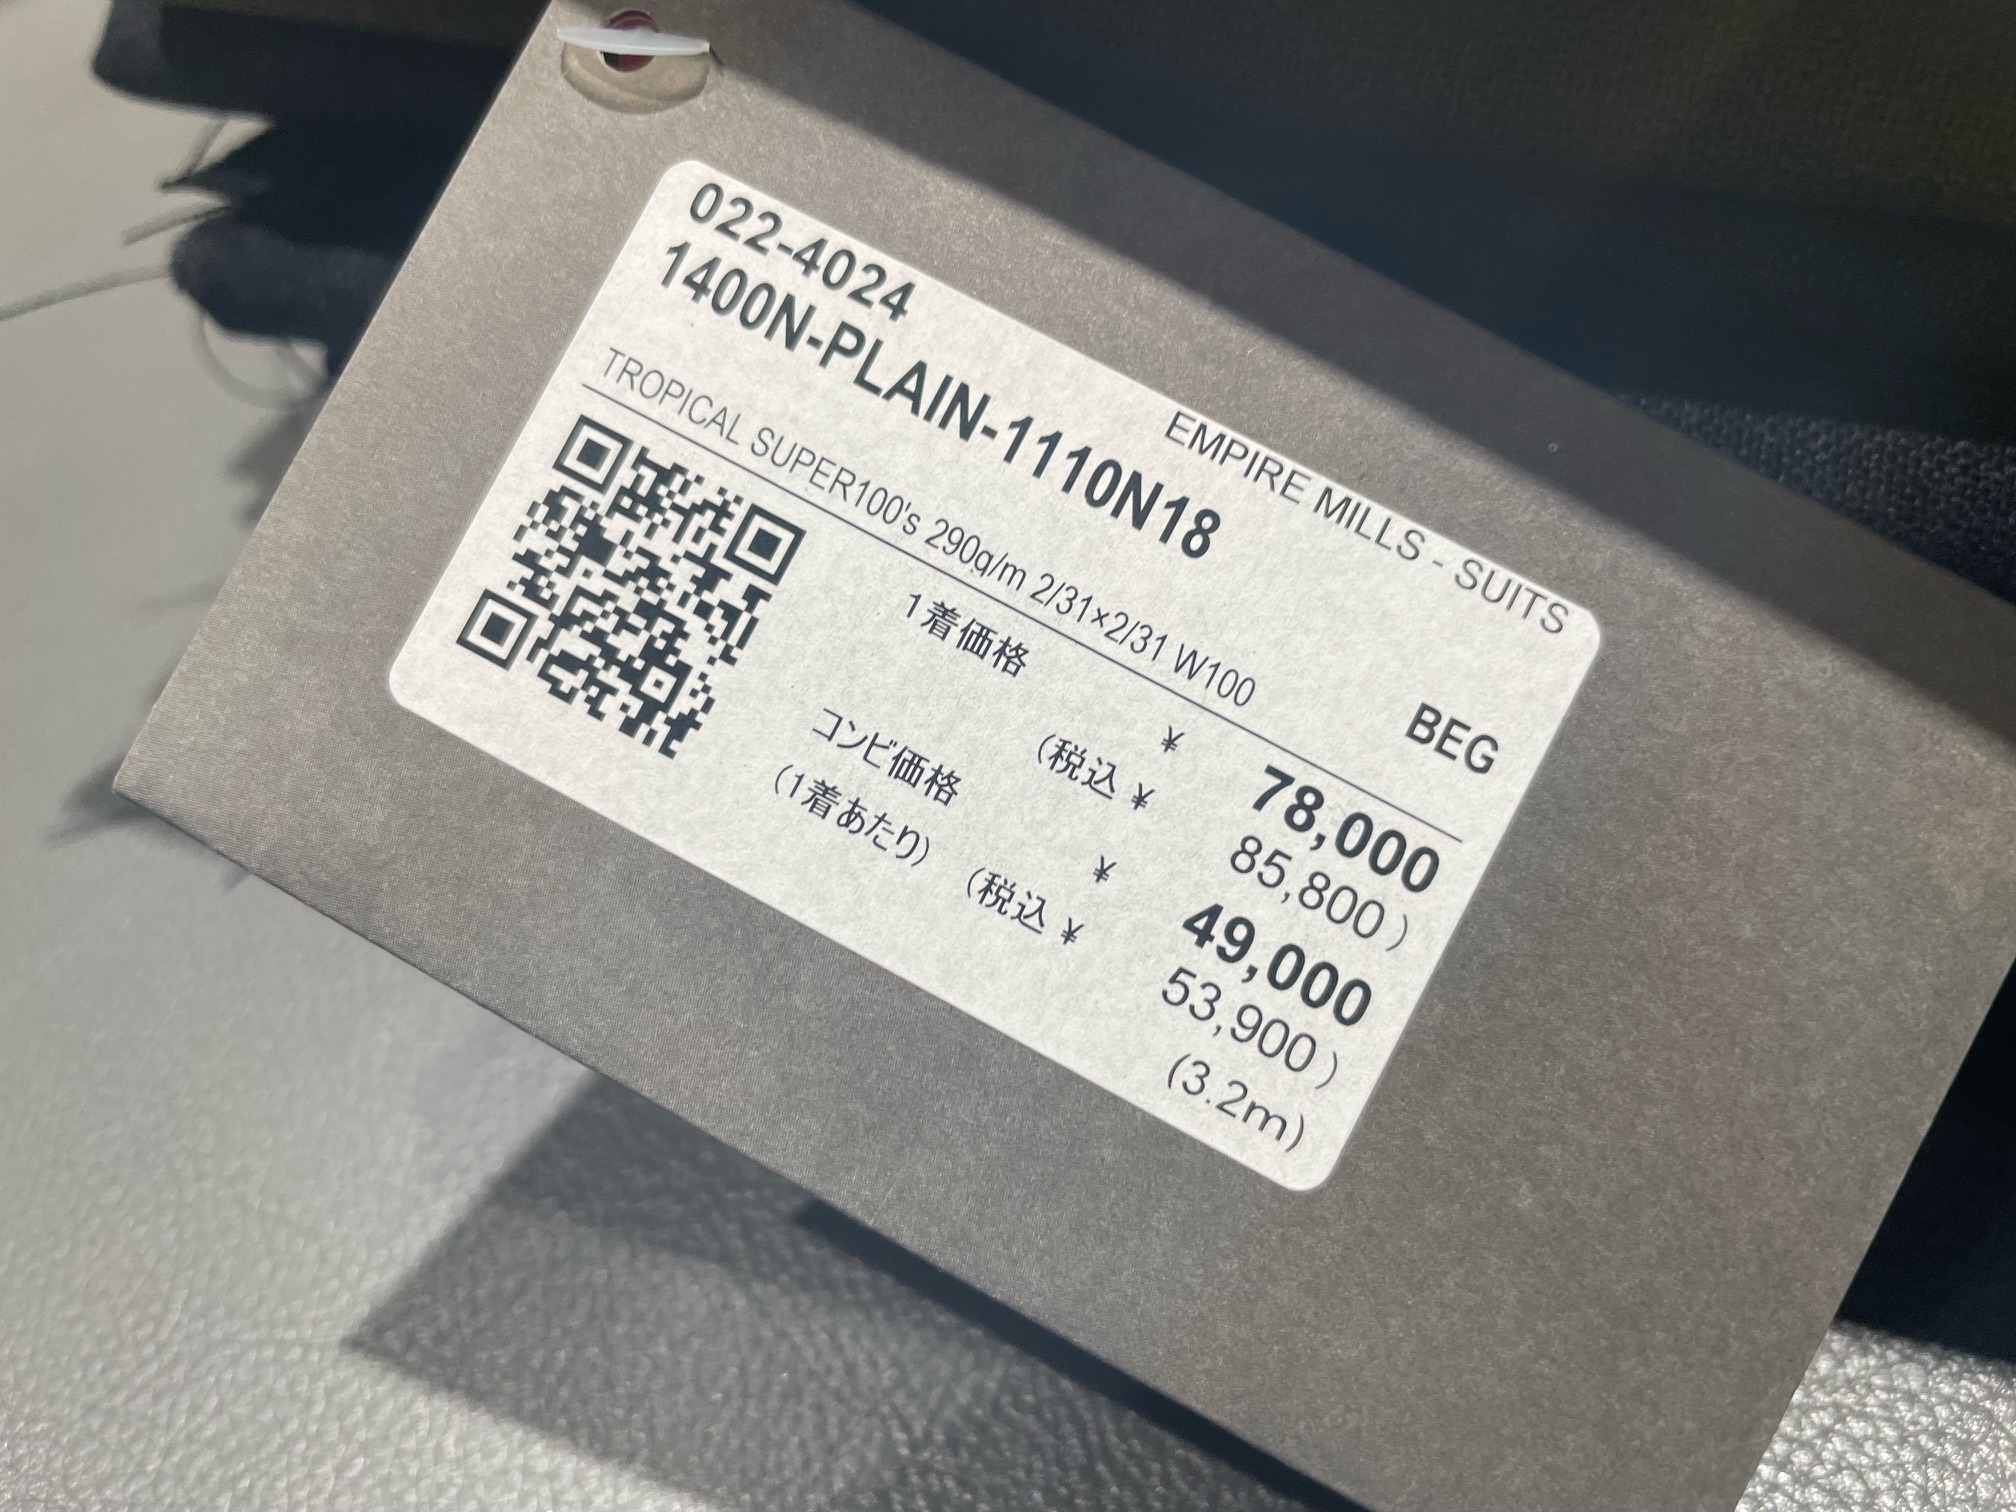 022-4024
EMPIRE MILLS - SUITS
1400N-PLAIN-1110N18
TROPICAL SUPER100's 290g/m 2/31×2/31 W100
BEG
1着価格 ¥ 78,000
(税込 ¥ 85,800)
コンビ価格 ¥ 49,000
(1着あたり) (税込 ¥ 53,900)
(3.2m)